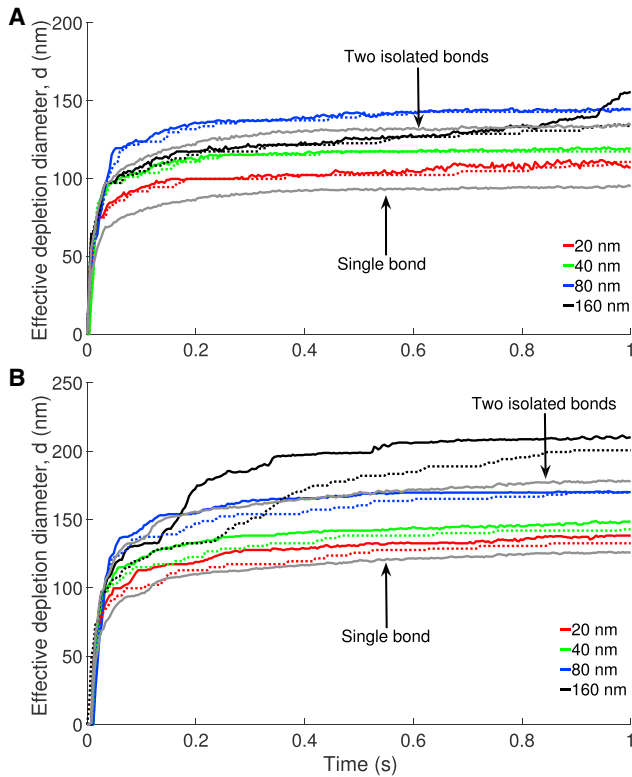 A
Effective depletion diameter, d (nm)
200
150
100
50
0
Two isolated bonds
Single bond
20 nm
40 nm
80 nm
160 nm
0 0.2 0.4 0.6 0.8 1
B
Effective depletion diameter, d (nm)
250
200
150
100
50
0
Two isolated bonds
Single bond
20 nm
40 nm
80 nm
160 nm
0 0.2 0.4 0.6 0.8 1
Time (s)